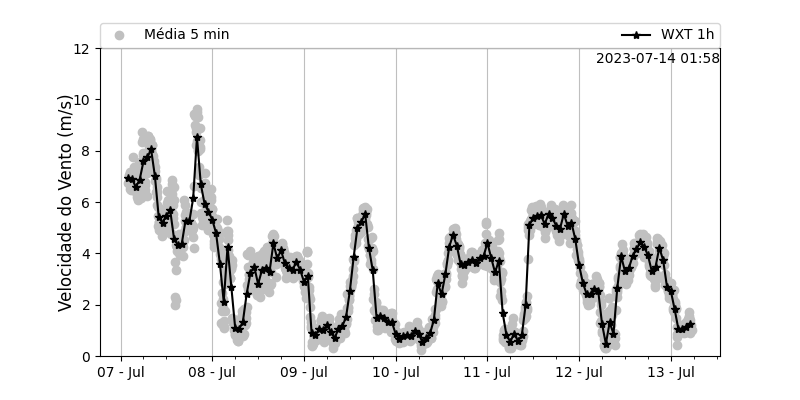 Média 5 min
WXT 1h
2023-07-14 01:58
Velocidade do Vento (m/s)
12
10
8
6
4
2
0
07 - Jul
08 - Jul
09 - Jul
10 - Jul
11 - Jul
12 - Jul
13 - Jul